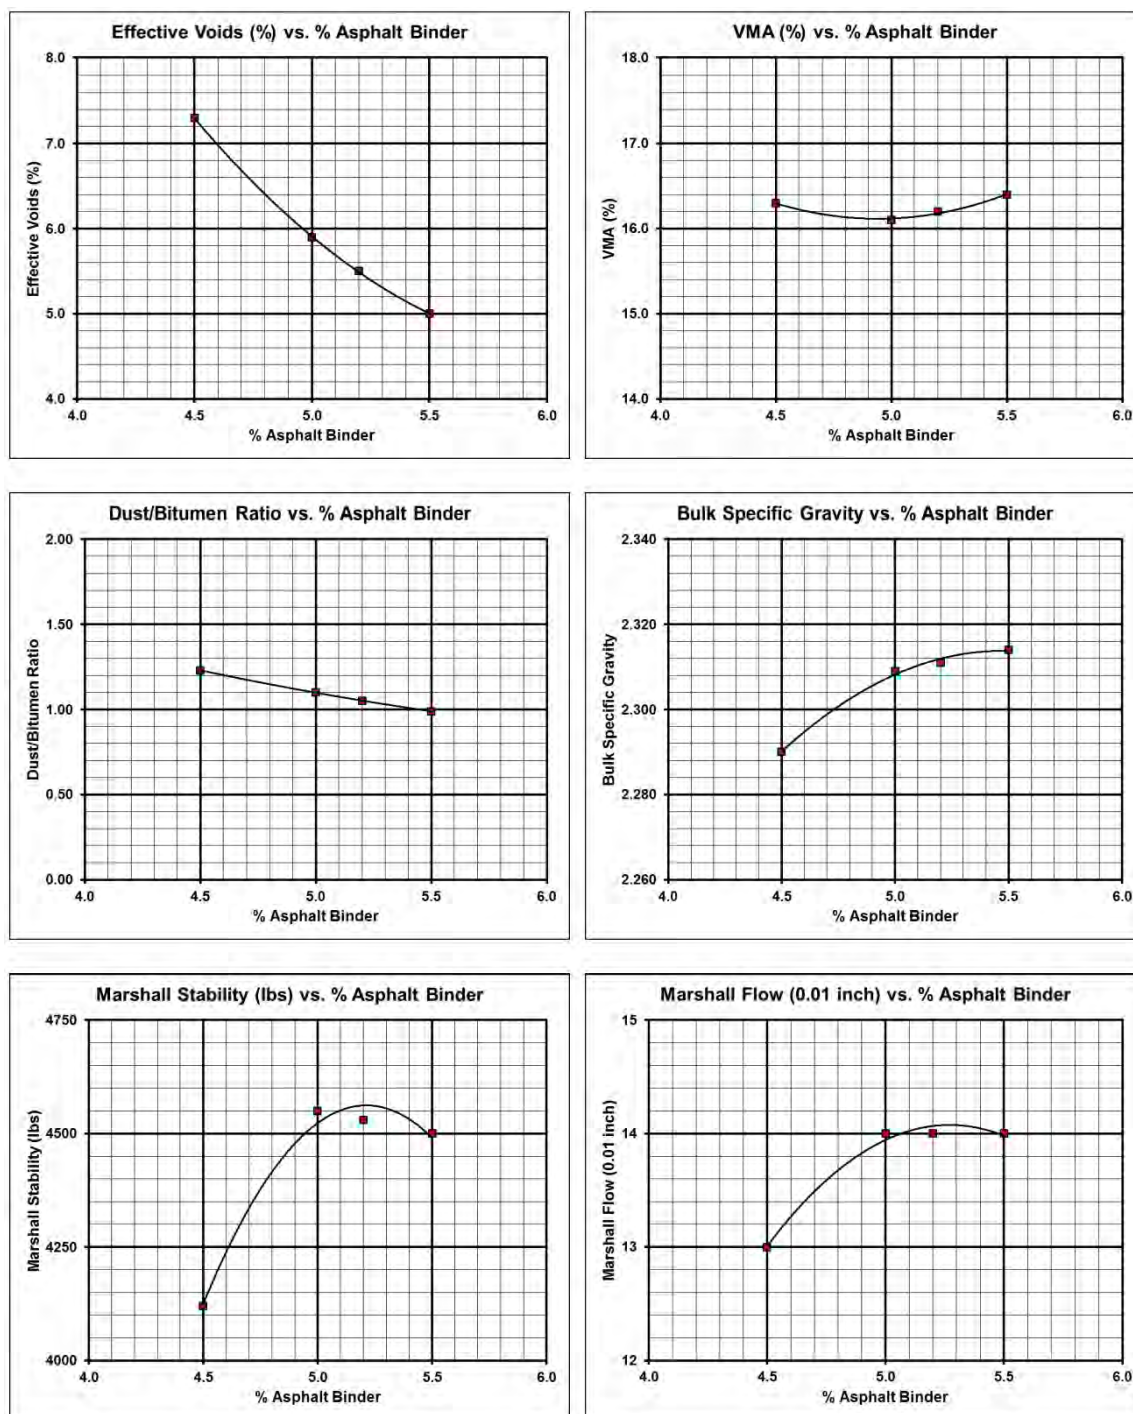 Effective Voids (%) vs. % Asphalt Binder
8.0
7.0
6.0
5.0
4.0
Effective Voids (%)
4.0 4.5 5.0 5.5 6.0
% Asphalt Binder
VMA (%) vs. % Asphalt Binder
18.0
17.0
16.0
15.0
14.0
VMA (%)
4.0 4.5 5.0 5.5 6.0
% Asphalt Binder
Dust/Bitumen Ratio vs. % Asphalt Binder
2.00
1.50
1.00
0.50
0.00
Dust/Bitumen Ratio
4.0 4.5 5.0 5.5 6.0
% Asphalt Binder
Bulk Specific Gravity vs. % Asphalt Binder
2.340
2.320
2.300
2.280
2.260
Bulk Specific Gravity
4.0 4.5 5.0 5.5 6.0
% Asphalt Binder
Marshall Stability (lbs) vs. % Asphalt Binder
4750
4500
4250
4000
Marshall Stability (lbs)
4.0 4.5 5.0 5.5 6.0
% Asphalt Binder
Marshall Flow (0.01 inch) vs. % Asphalt Binder
15
14
13
12
Marshall Flow (0.01 inch)
4.0 4.5 5.0 5.5 6.0
% Asphalt Binder